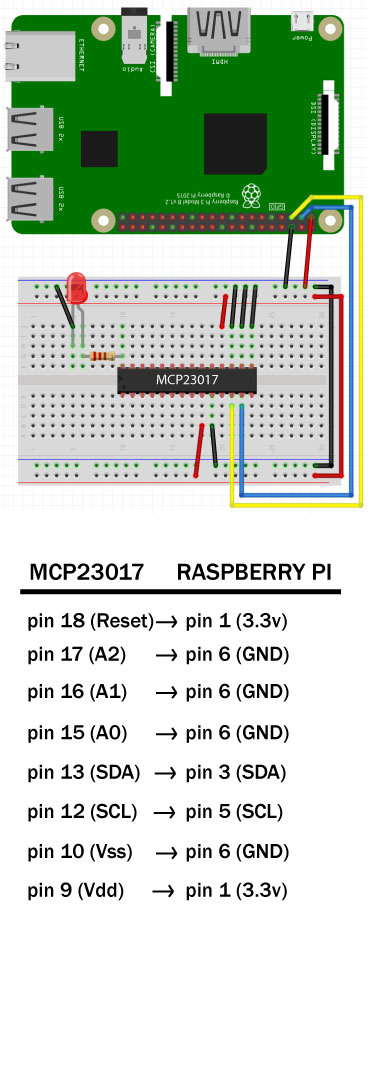 ETHERNET
Audio
CSI (CAMERA)
HDMI
Power
USB 2x
DSI (DISPLAY)
USB 2x
Raspberry Pi 3 Model B v1.2
© Raspberry Pi 2015
GPIO
MCP23017
MCP23017 RASPBERRY PI
pin 18 (Reset)→ pin 1 (3.3v)
pin 17 (A2) → pin 6 (GND)
pin 16 (A1) → pin 6 (GND)
pin 15 (A0) → pin 6 (GND)
pin 13 (SDA) → pin 3 (SDA)
pin 12 (SCL) → pin 5 (SCL)
pin 10 (Vss) → pin 6 (GND)
pin 9 (Vdd) → pin 1 (3.3v)